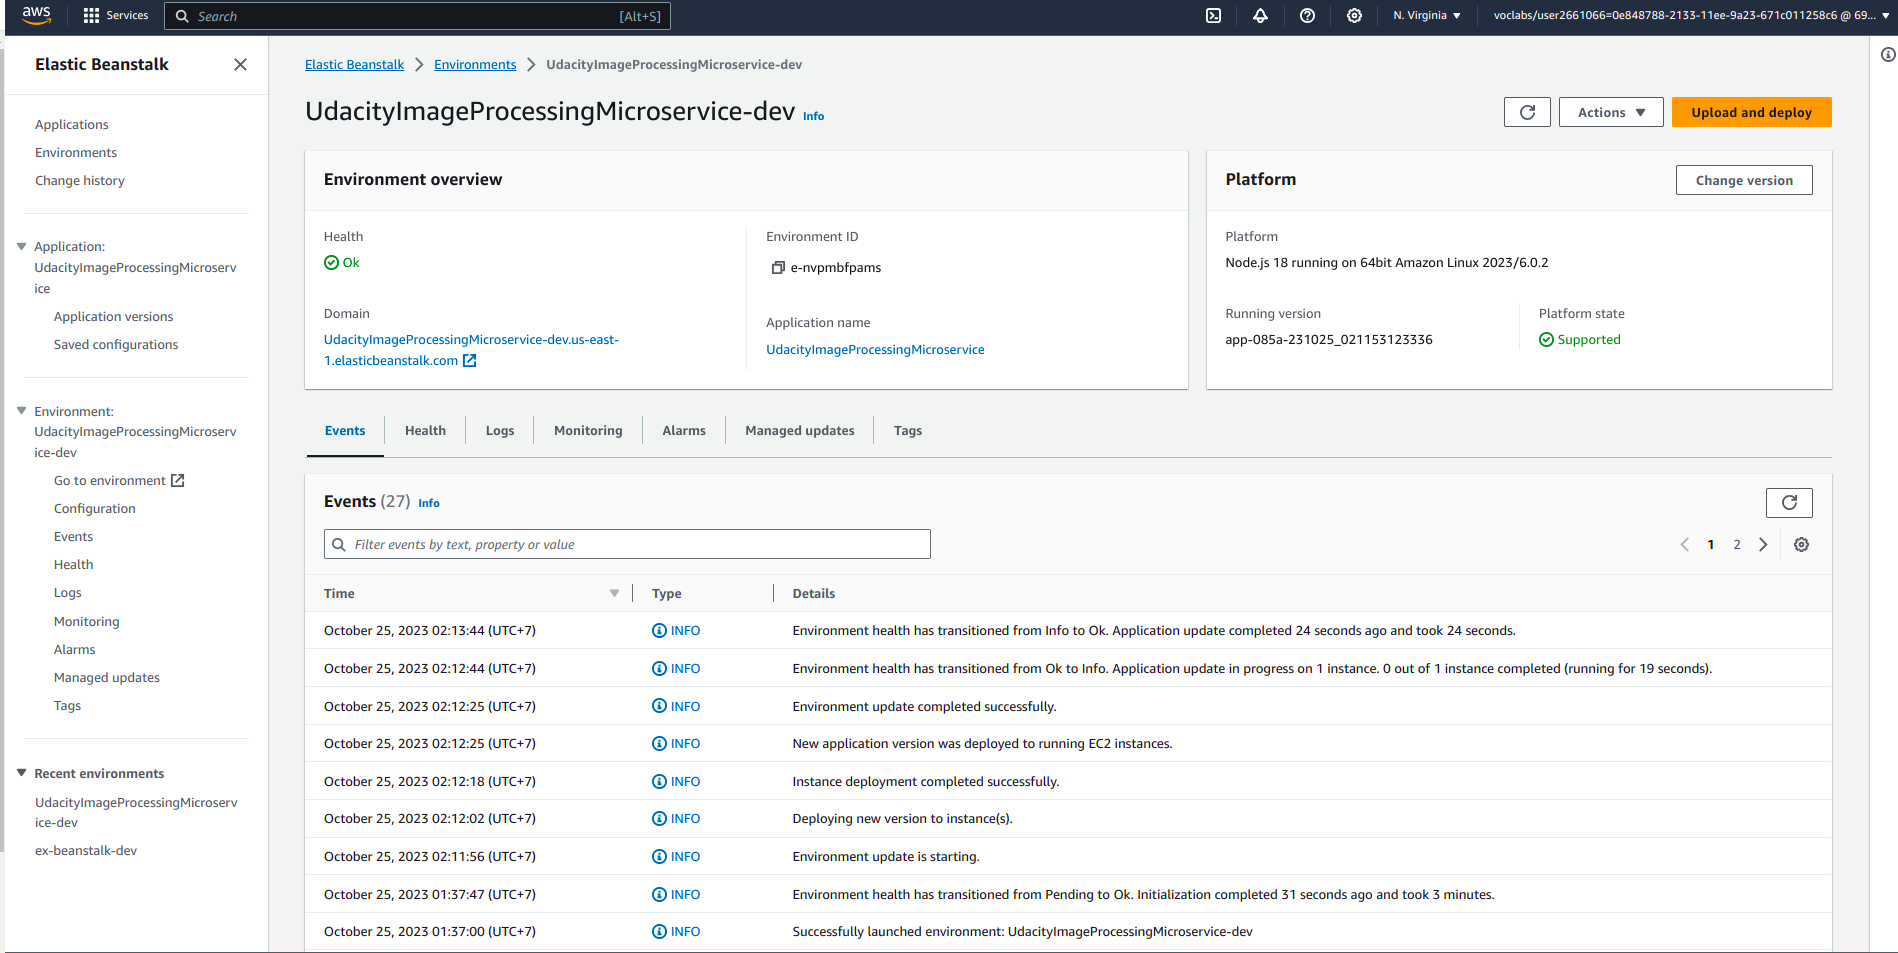 aws Services Search [Alt+S] N. Virginia voclabs/user2661066=0e848788-2133-11ee-9a23-671c011258c6 @ 69...
Elastic Beanstalk
Applications
Environments
Change history
Application:
UdacityImageProcessingMicroserv
ice
Application versions
Saved configurations
Environment:
UdacityImageProcessingMicroserv
ice-dev
Go to environment
Configuration
Events
Health
Logs
Monitoring
Alarms
Managed updates
Tags
Recent environments
UdacityImageProcessingMicroserv
ice-dev
ex-beanstalk-dev
Elastic Beanstalk Environments UdacityImageProcessingMicroservice-dev
UdacityImageProcessingMicroservice-dev Info
Actions Upload and deploy
Environment overview
Health
Ok
Domain
UdacityImageProcessingMicroservice-dev.us-east-
1.elasticbeanstalk.com
Environment ID
e-nvpmbfpams
Application name
UdacityImageProcessingMicroservice
Platform Change version
Platform
Node.js 18 running on 64bit Amazon Linux 2023/6.0.2
Running version
app-085a-231025_021153123336
Platform state
Supported
Events Health Logs Monitoring Alarms Managed updates Tags
Events (27) Info
Filter events by text, property or value
1 2
Time Type Details
October 25, 2023 02:13:44 (UTC+7) INFO Environment health has transitioned from Info to Ok. Application update completed 24 seconds ago and took 24 seconds.
October 25, 2023 02:12:44 (UTC+7) INFO Environment health has transitioned from Ok to Info. Application update in progress on 1 instance. 0 out of 1 instance completed (running for 19 seconds).
October 25, 2023 02:12:25 (UTC+7) INFO Environment update completed successfully.
October 25, 2023 02:12:25 (UTC+7) INFO New application version was deployed to running EC2 instances.
October 25, 2023 02:12:18 (UTC+7) INFO Instance deployment completed successfully.
October 25, 2023 02:12:02 (UTC+7) INFO Deploying new version to instance(s).
October 25, 2023 02:11:56 (UTC+7) INFO Environment update is starting.
October 25, 2023 01:37:47 (UTC+7) INFO Environment health has transitioned from Pending to Ok. Initialization completed 31 seconds ago and took 3 minutes.
October 25, 2023 01:37:00 (UTC+7) INFO Successfully launched environment: UdacityImageProcessingMicroservice-dev